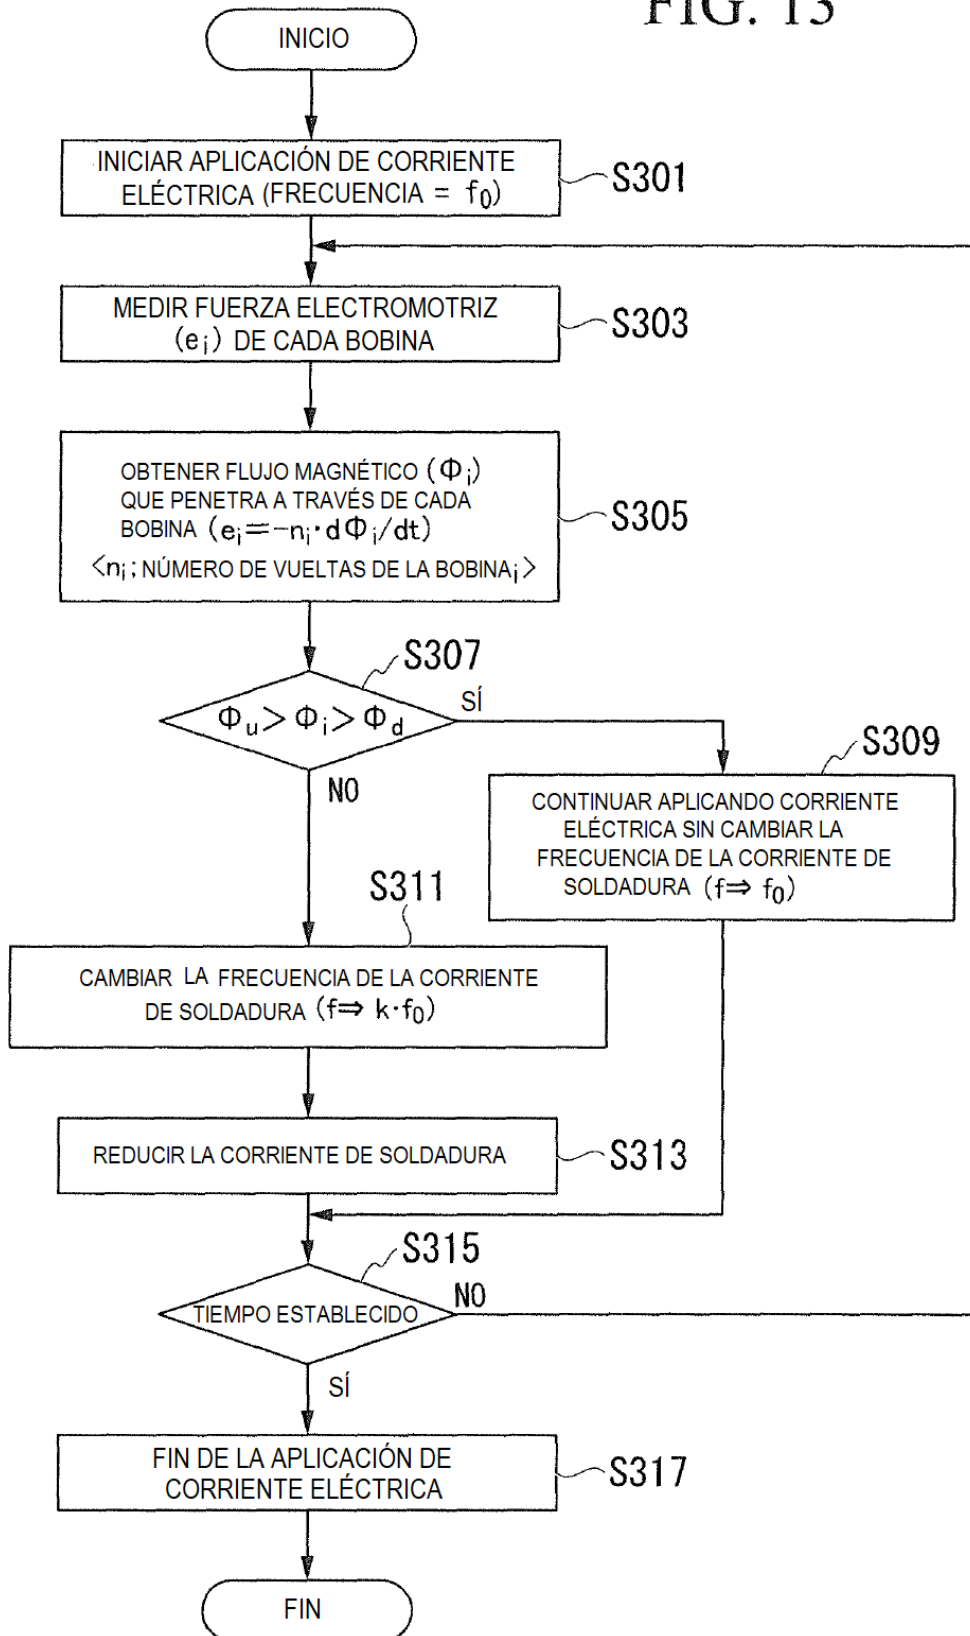 FIG. 13
INICIO
INICIAR APLICACIÓN DE CORRIENTE
ELÉCTRICA (FRECUENCIA = f₀)
S301
MEDIR FUERZA ELECTROMOTRIZ
(eᵢ) DE CADA BOBINA
S303
OBTENER FLUJO MAGNÉTICO (Φᵢ)
QUE PENETRA A TRAVÉS DE CADA
BOBINA (eᵢ=-nᵢ·dΦᵢ/dt)
<nᵢ; NÚMERO DE VUELTAS DE LA BOBINAᵢ>
S305
S307
Φu > Φi > Φd
SÍ
NO
S309
CONTINUAR APLICANDO CORRIENTE
ELÉCTRICA SIN CAMBIAR LA
FRECUENCIA DE LA CORRIENTE DE
SOLDADURA (f⇒ f₀)
S311
CAMBIAR LA FRECUENCIA DE LA CORRIENTE
DE SOLDADURA (f⇒ k·f₀)
REDUCIR LA CORRIENTE DE SOLDADURA
S313
S315
TIEMPO ESTABLECIDO
NO
SÍ
FIN DE LA APLICACIÓN DE
CORRIENTE ELÉCTRICA
S317
FIN